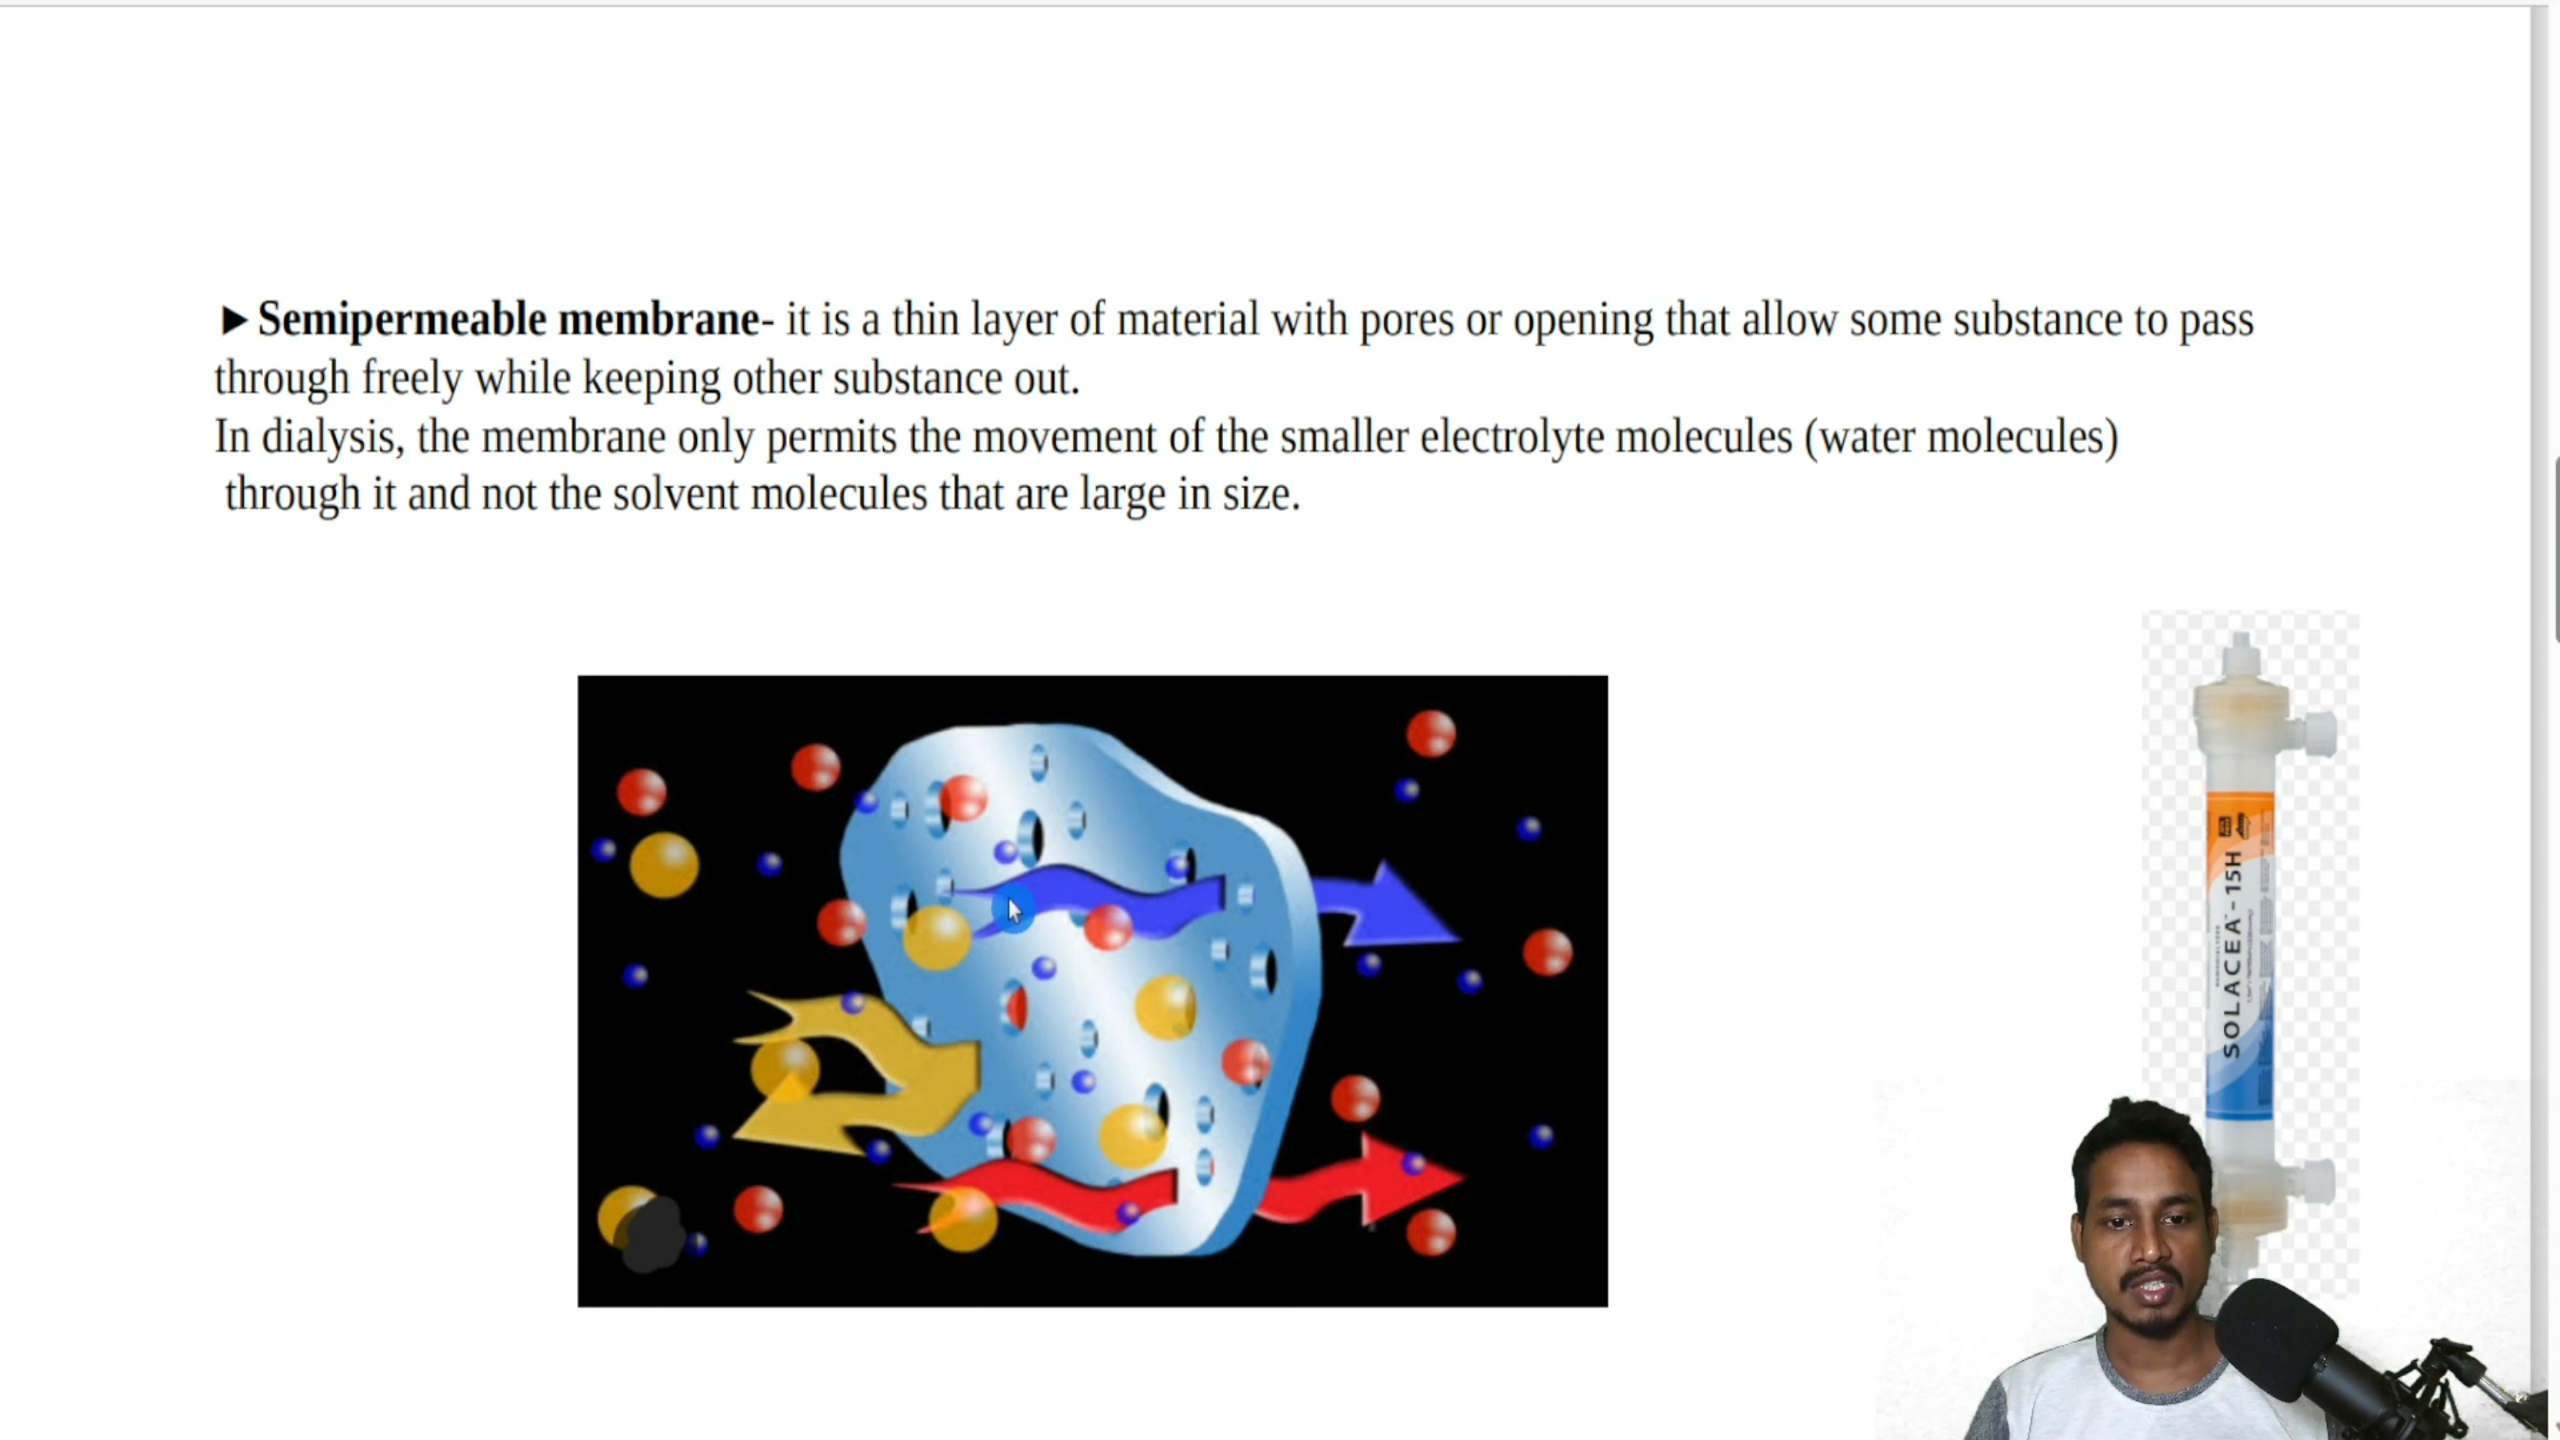 ►Semipermeable membrane- it is a thin layer of material with pores or opening that allow some substance to pass
through freely while keeping other substance out.
In dialysis, the membrane only permits the movement of the smaller electrolyte molecules (water molecules)
through it and not the solvent molecules that are large in size.
SOLACEA-15H